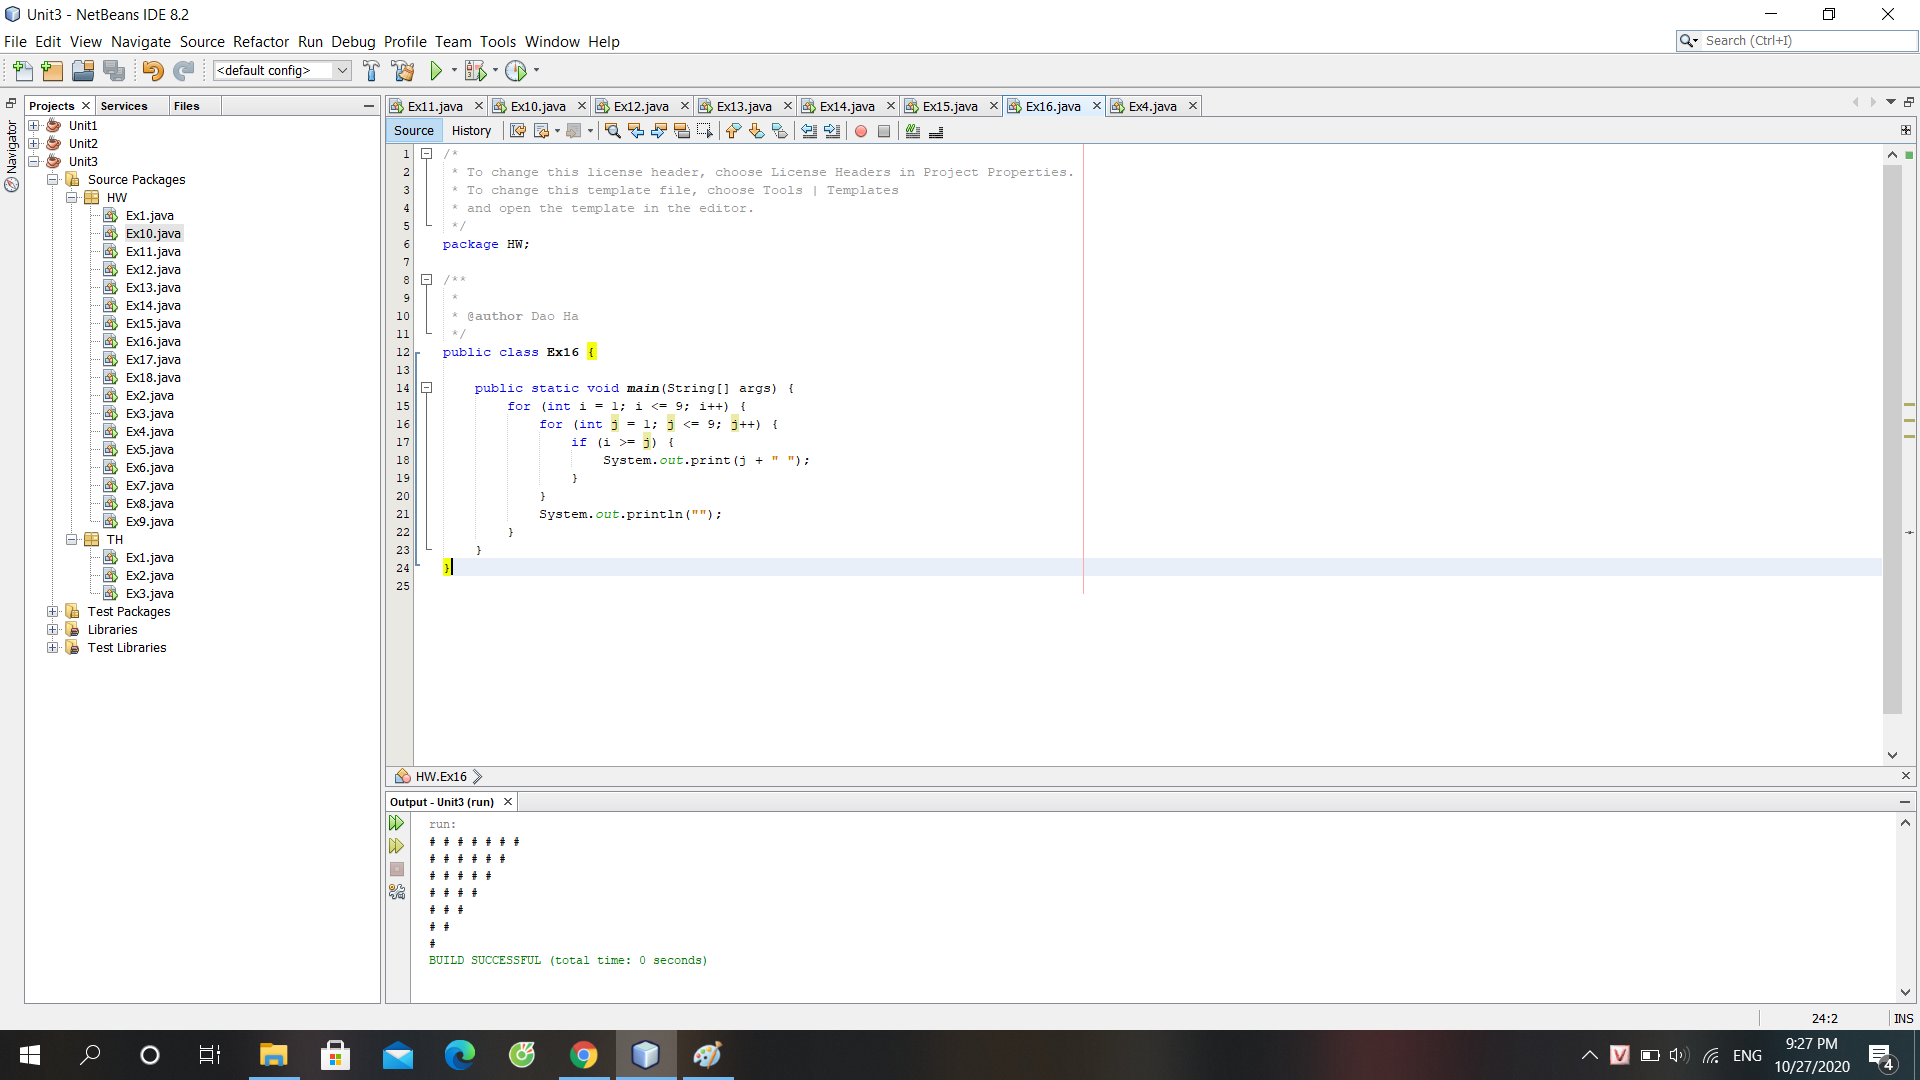 Unit3 - NetBeans IDE 8.2
File Edit View Navigate Source Refactor Run Debug Profile Team Tools Window Help
Search (Ctrl+I)
<default config>
Projects Services Files
Navigator
Unit1
Unit2
Unit3
Source Packages
HW
Ex1.java
Ex10.java
Ex11.java
Ex12.java
Ex13.java
Ex14.java
Ex15.java
Ex16.java
Ex17.java
Ex18.java
Ex2.java
Ex3.java
Ex4.java
Ex5.java
Ex6.java
Ex7.java
Ex8.java
Ex9.java
TH
Ex1.java
Ex2.java
Ex3.java
Test Packages
Libraries
Test Libraries
Ex11.java Ex10.java Ex12.java Ex13.java Ex14.java Ex15.java Ex16.java Ex4.java
Source History
1 /*
2 * To change this license header, choose License Headers in Project Properties.
3 * To change this template file, choose Tools | Templates
4 * and open the template in the editor.
5 */
6 package HW;
7
8 /**
9 *
10 * @author Dao Ha
11 */
12 public class Ex16 {
13
14 public static void main(String[] args) {
15 for (int i = 1; i <= 9; i++) {
16 for (int j = 1; j <= 9; j++) {
17 if (i >= j) {
18 System.out.print(j + " ");
19 }
20 }
21 System.out.println("");
22 }
23 }
24 }
25
HW.Ex16
Output - Unit3 (run)
run:
# # # # # # #
# # # # # #
# # # # #
# # # #
# # #
# #
#
BUILD SUCCESSFUL (total time: 0 seconds)
24:2 INS
V ENG
9:27 PM
10/27/2020
4